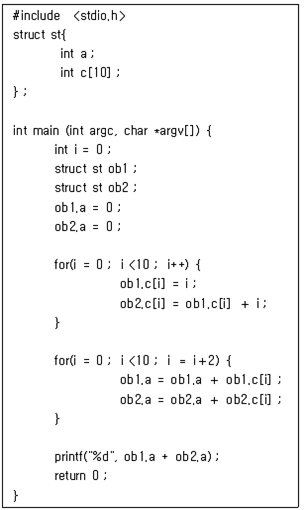 #include <stdio.h>
struct st{
int a ;
int c[10] ;
} ;
int main (int argc, char *argv[]) {
int i = 0 ;
struct st ob1 ;
struct st ob2 ;
ob1.a = 0 ;
ob2.a = 0 ;
for(i = 0 ; i <10 ; i++) {
ob1.c[i] = i ;
ob2.c[i] = ob1.c[i] + i ;
}
for(i = 0 ; i <10 ; i = i+2) {
ob1.a = ob1.a + ob1.c[i] ;
ob2.a = ob2.a + ob2.c[i] ;
}
printf("%d", ob1.a + ob2.a) ;
return 0 ;
}